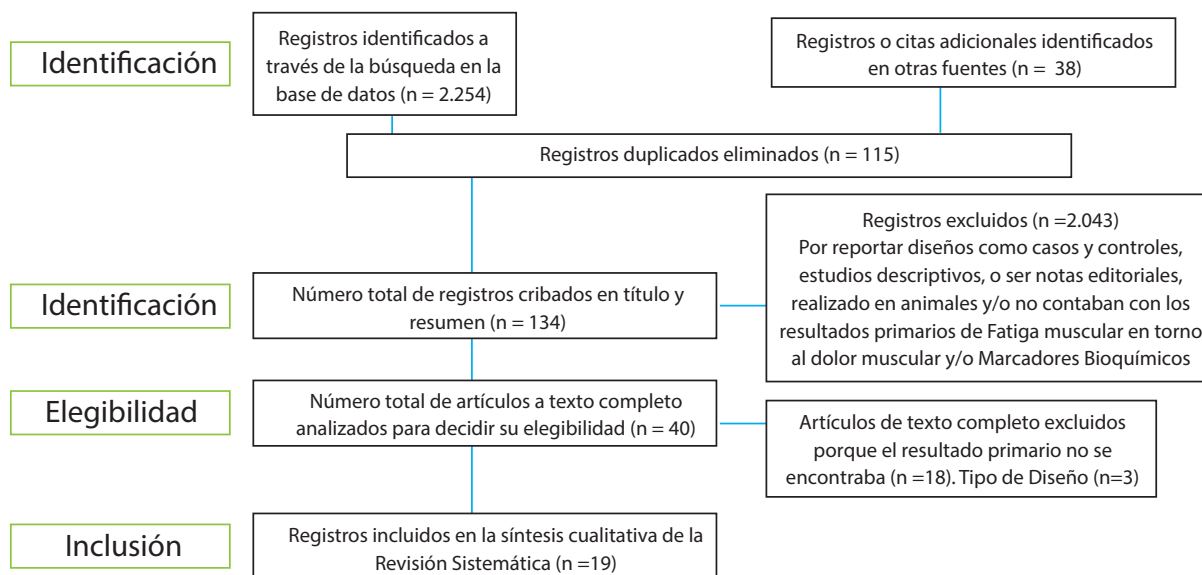 Identificación
Registros identificados a
través de la búsqueda en la
base de datos (n = 2.254)
Registros o citas adicionales identificados
en otras fuentes (n = 38)
Registros duplicados eliminados (n = 115)
Identificación
Número total de registros cribados en título y
resumen (n = 134)
Registros excluidos (n =2.043)
Por reportar diseños como casos y controles,
estudios descriptivos, o ser notas editoriales,
realizado en animales y/o no contaban con los
resultados primarios de Fatiga muscular en torno
al dolor muscular y/o Marcadores Bioquímicos
Elegibilidad
Número total de artículos a texto completo
analizados para decidir su elegibilidad (n = 40)
Artículos de texto completo excluidos
porque el resultado primario no se
encontraba (n =18). Tipo de Diseño (n=3)
Inclusión
Registros incluidos en la síntesis cualitativa de la
Revisión Sistemática (n =19)